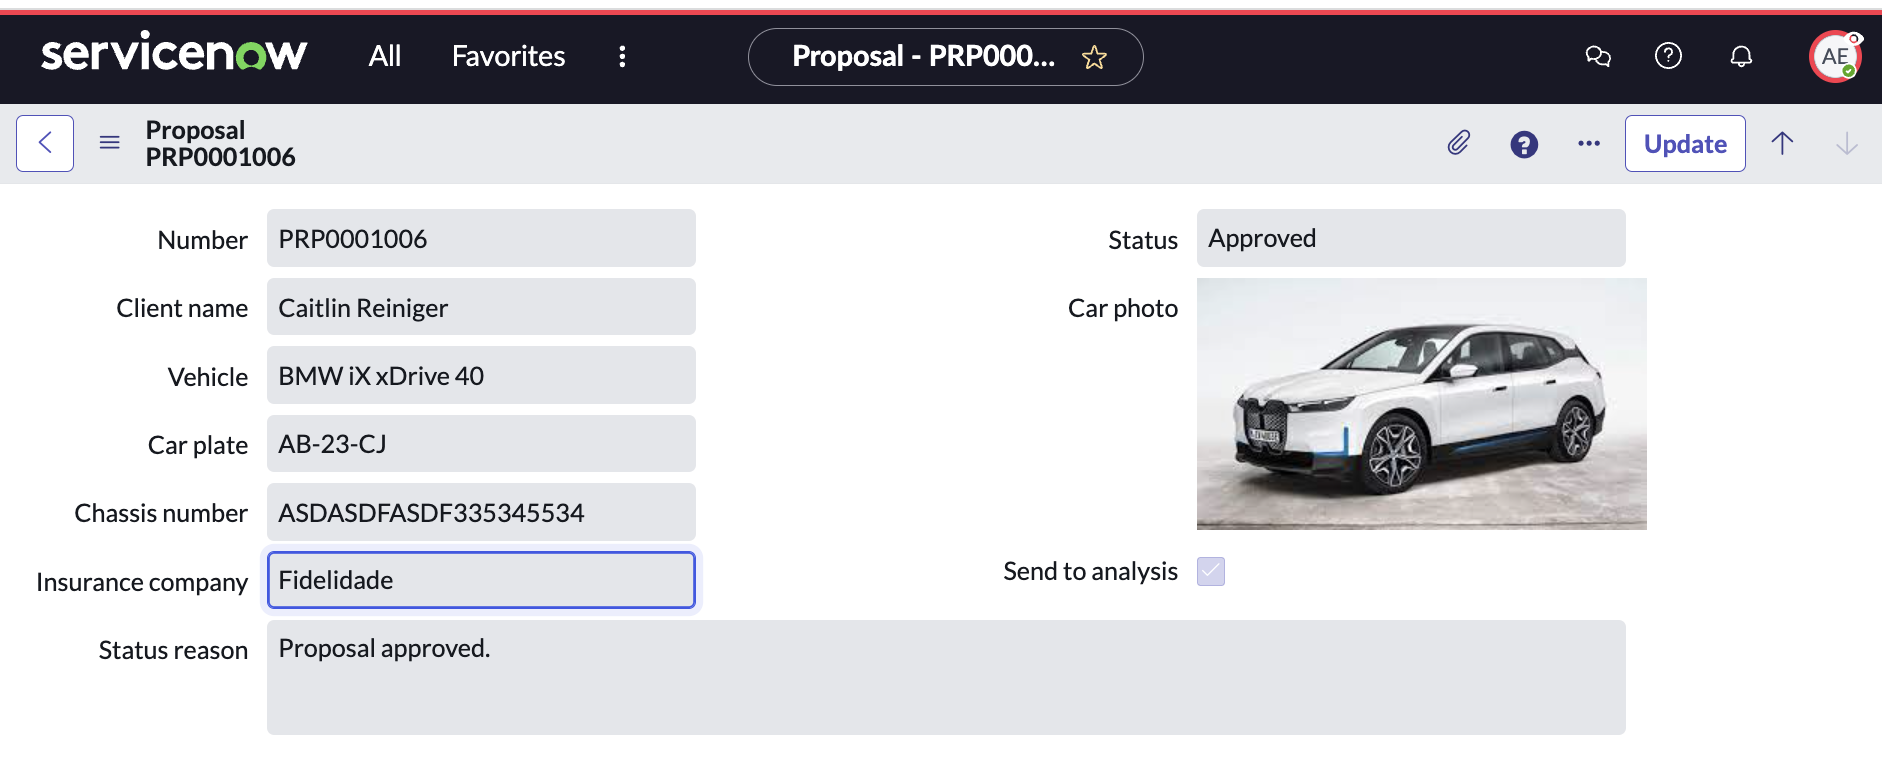 servicenow All Favorites Proposal - PRP000... AE
Proposal
PRP0001006
Update
Number PRP0001006
Status Approved
Client name Caitlin Reiniger
Car photo
Vehicle BMW iX xDrive 40
Car plate AB-23-CJ
Chassis number ASDASDFASDF335345534
Insurance company Fidelidade
Send to analysis
Status reason Proposal approved.